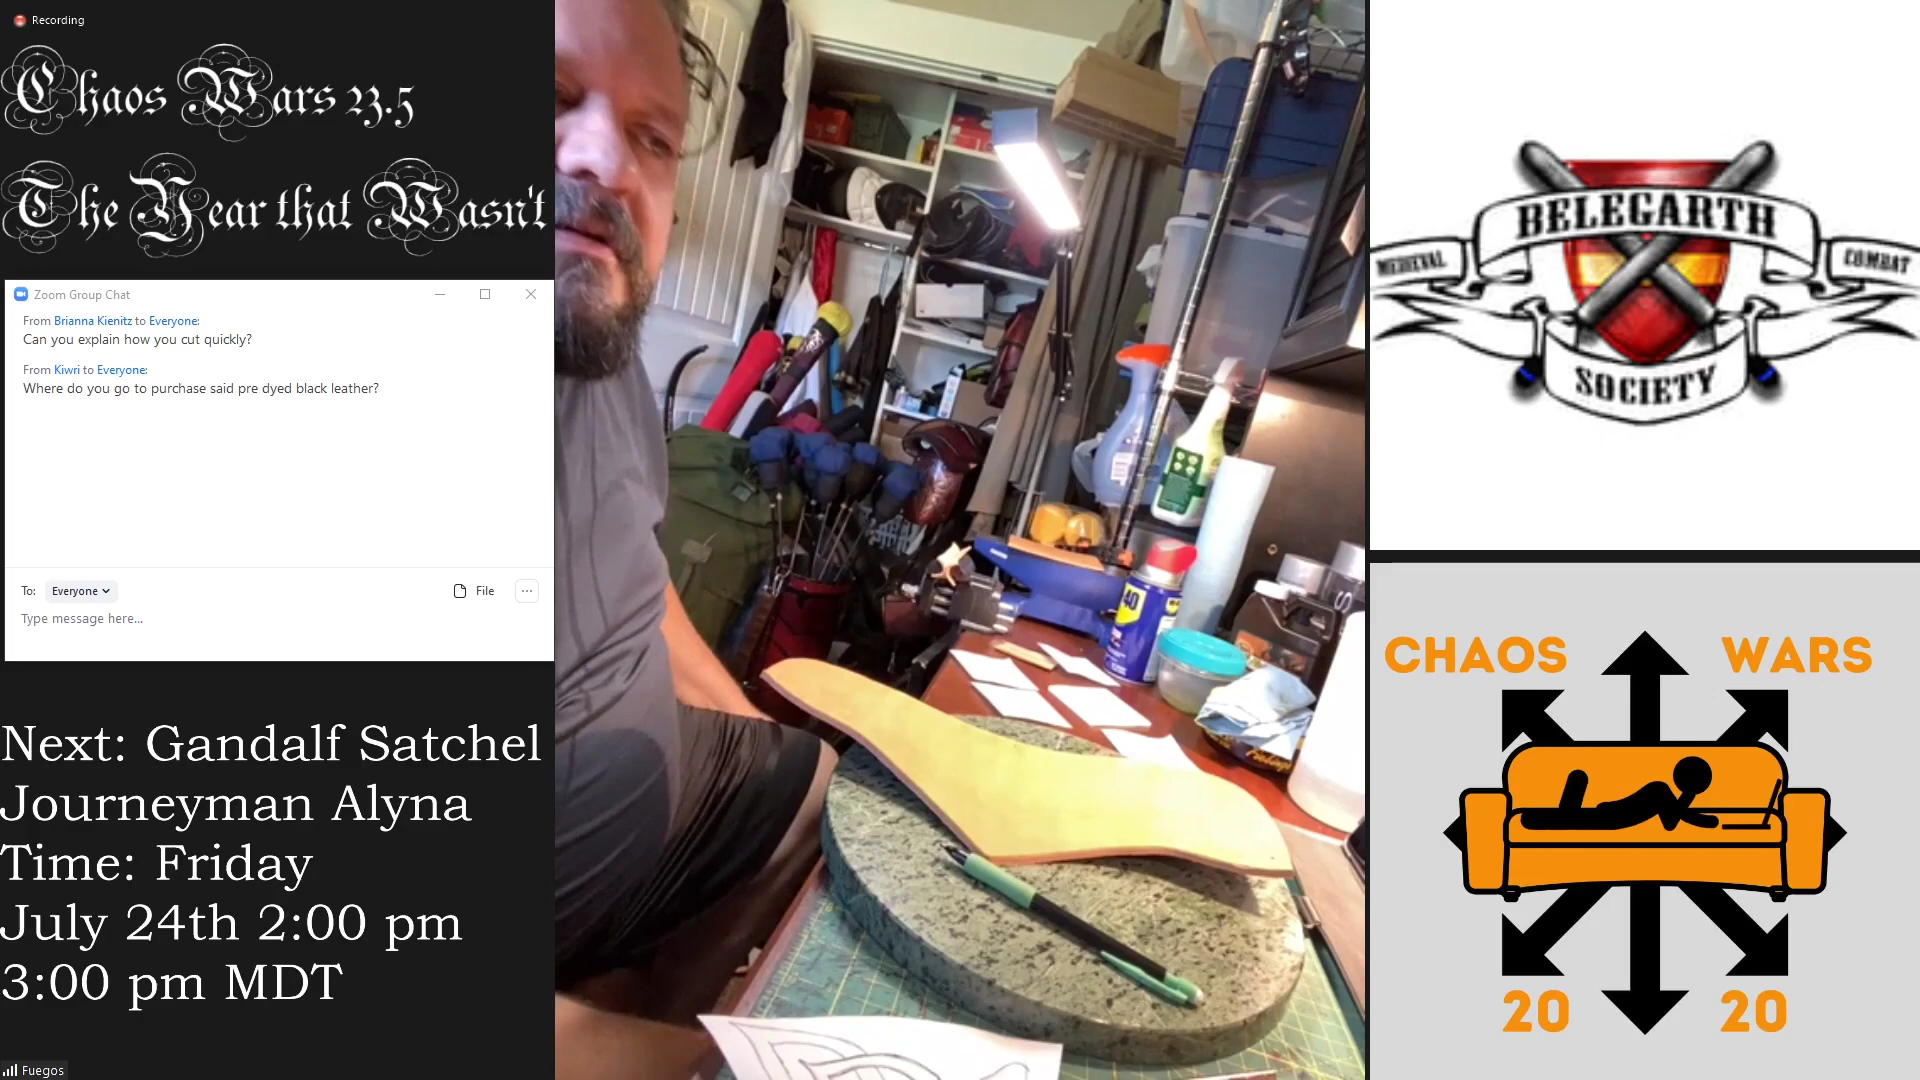 Recording
Chaos Wars 23.5
The Year that Wasn't
Zoom Group Chat
From Brianna Kienitz to Everyone:
Can you explain how you cut quickly?
From Kiwri to Everyone:
Where do you go to purchase said pre dyed black leather?
To: Everyone
File
Type message here...
Next: Gandalf Satchel
Journeyman Alyna
Time: Friday
July 24th 2:00 pm
3:00 pm MDT
Fuegos
40
BELEGARTH
MEDIEVAL
COMBAT
SOCIETY
CHAOS WARS
20 20